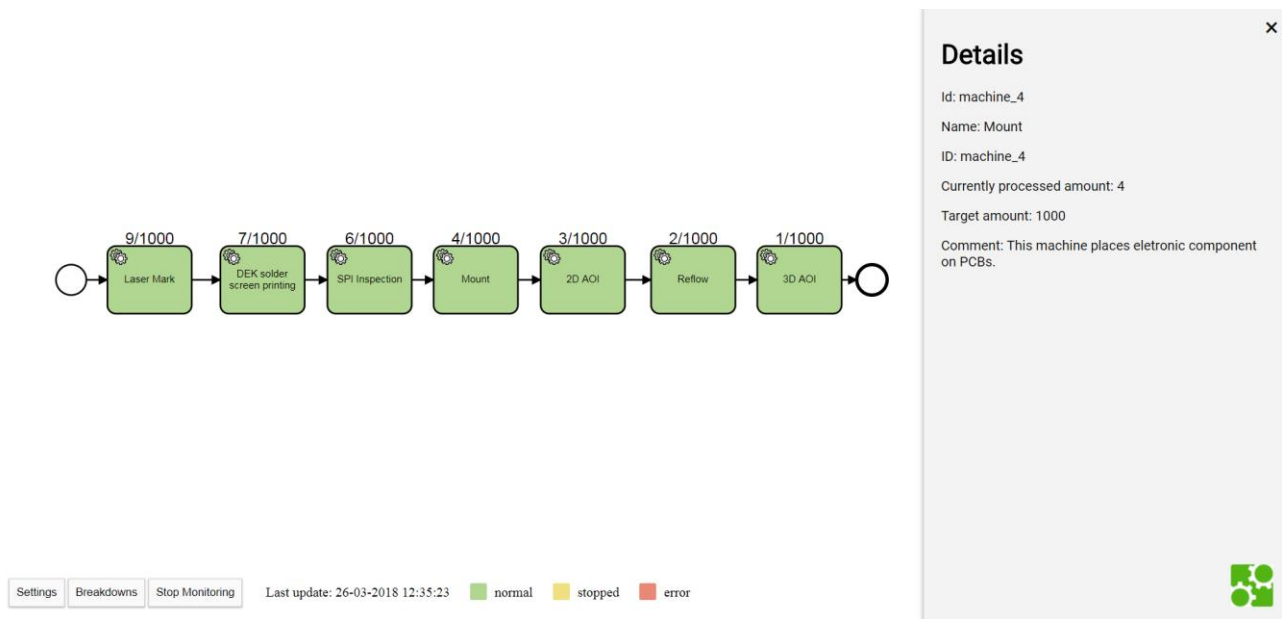 ×
Details
Id: machine_4
Name: Mount
ID: machine_4
Currently processed amount: 4
Target amount: 1000
Comment: This machine places eletronic component
on PCBs.
9/1000
7/1000
6/1000
4/1000
3/1000
2/1000
1/1000
Laser Mark
DEK solder
screen printing
SPI Inspection
Mount
2D AOI
Reflow
3D AOI
Settings
Breakdowns
Stop Monitoring
Last update: 26-03-2018 12:35:23
normal
stopped
error